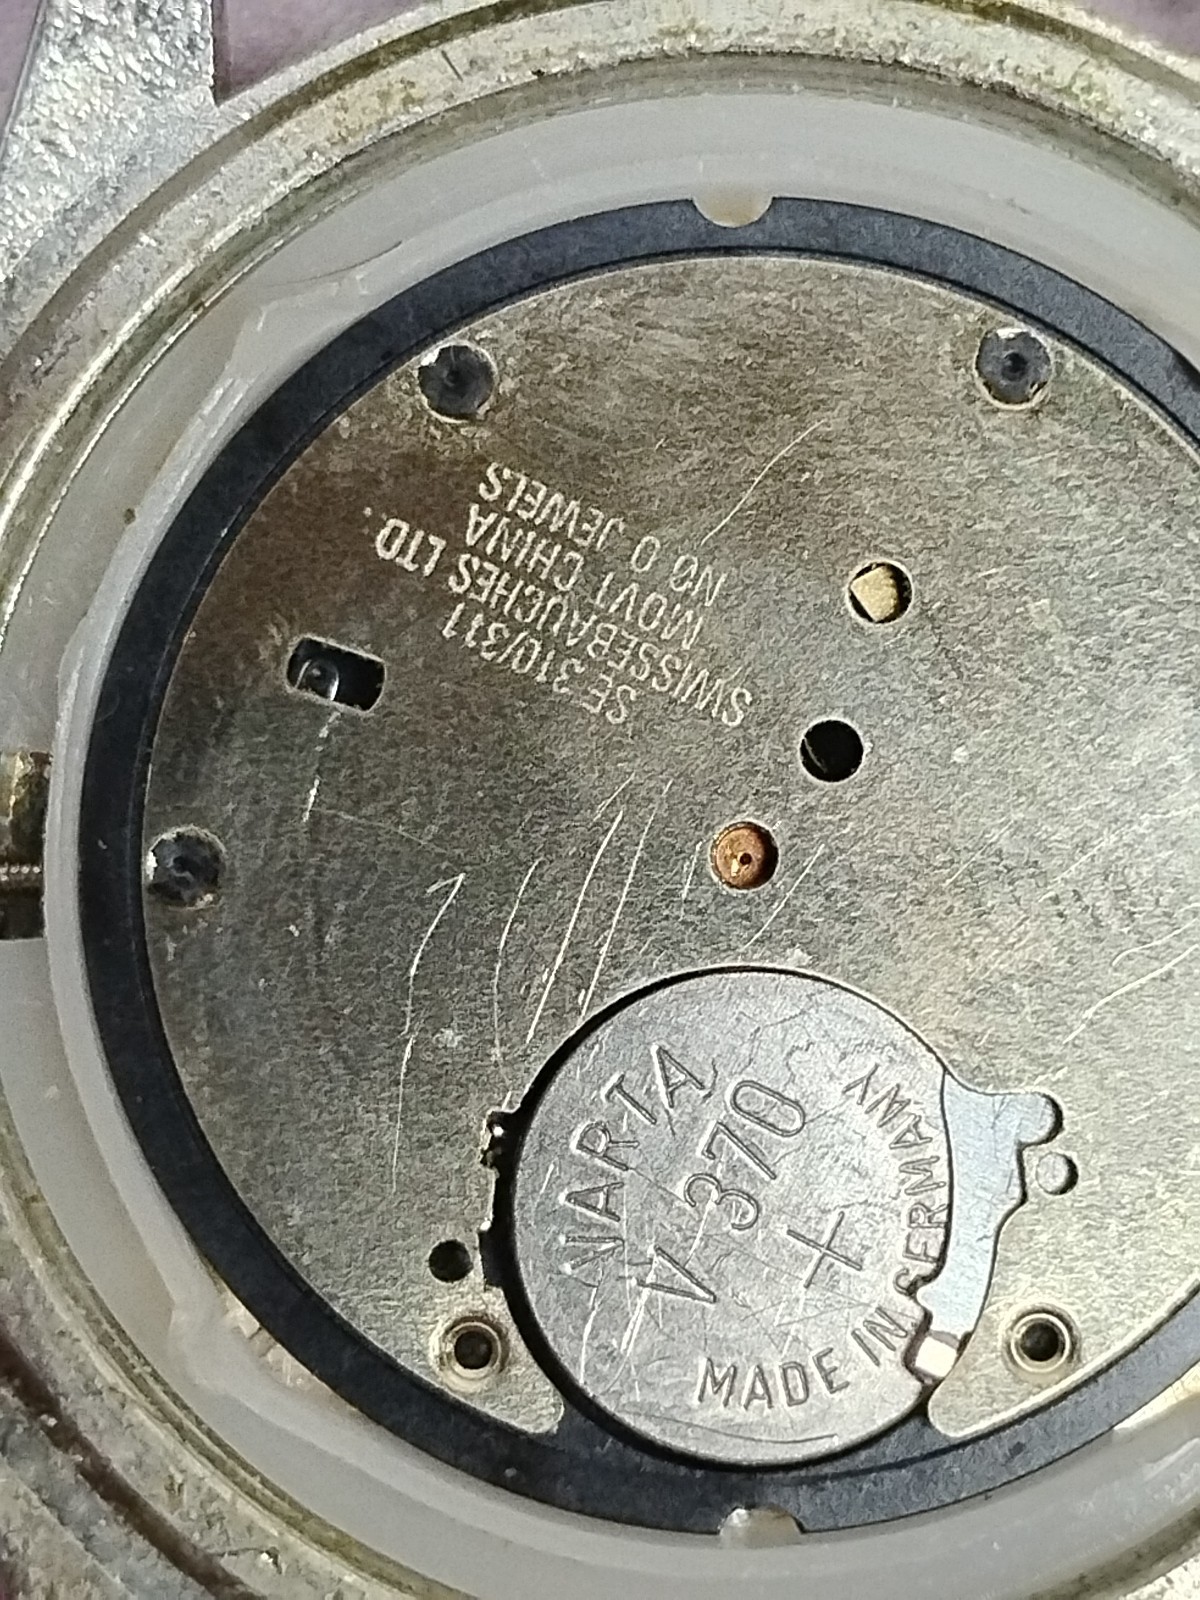 SE 310/311
SWISSEBAUCHES LTD.
MOVT CHINA
NO 0 JEWELS
VARTA
V 370
+
MADE IN GERMANY